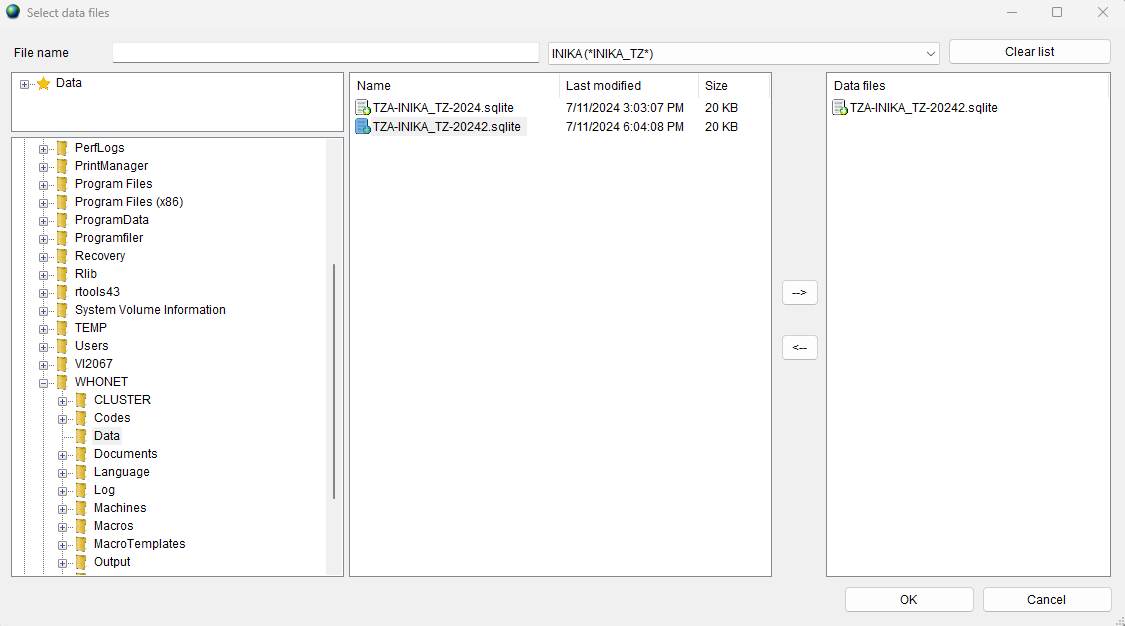 Select data files
File name
INIKA (*INIKA_TZ*)
Clear list
Data
PerfLogs
PrintManager
Program Files
Program Files (x86)
ProgramData
Programfiler
Recovery
Rlib
rtools43
System Volume Information
TEMP
Users
VI2067
WHONET
CLUSTER
Codes
Data
Documents
Language
Log
Machines
Macros
MacroTemplates
Output
Name Last modified Size
TZA-INIKA_TZ-2024.sqlite 7/11/2024 3:03:07 PM 20 KB
TZA-INIKA_TZ-20242.sqlite 7/11/2024 6:04:08 PM 20 KB
-->
<--
Data files
TZA-INIKA_TZ-20242.sqlite
OK
Cancel